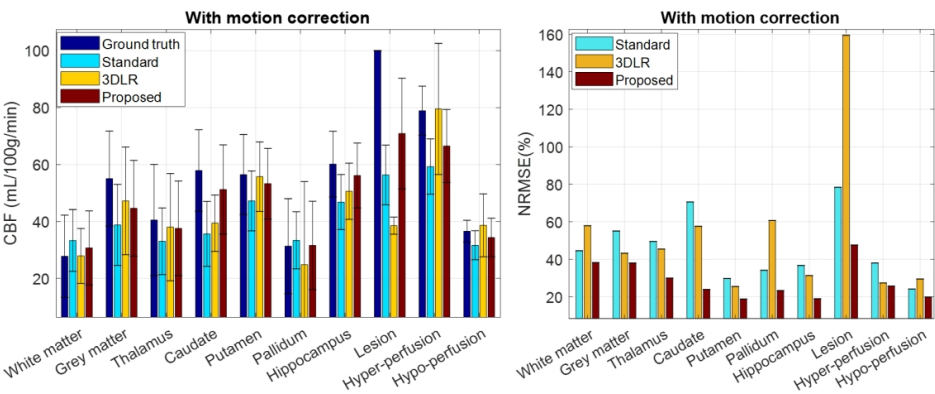 With motion correction
Ground truth
Standard
3DLR
Proposed
CBF (mL/100g/min)
100
80
60
40
20
White matter
Grey matter
Thalamus
Caudate
Putamen
Pallidum
Hippocampus
Lesion
Hyper-perfusion
Hypo-perfusion
With motion correction
Standard
3DLR
Proposed
NRMSE(%)
160
140
120
100
80
60
40
20
White matter
Grey matter
Thalamus
Caudate
Putamen
Pallidum
Hippocampus
Lesion
Hyper-perfusion
Hypo-perfusion